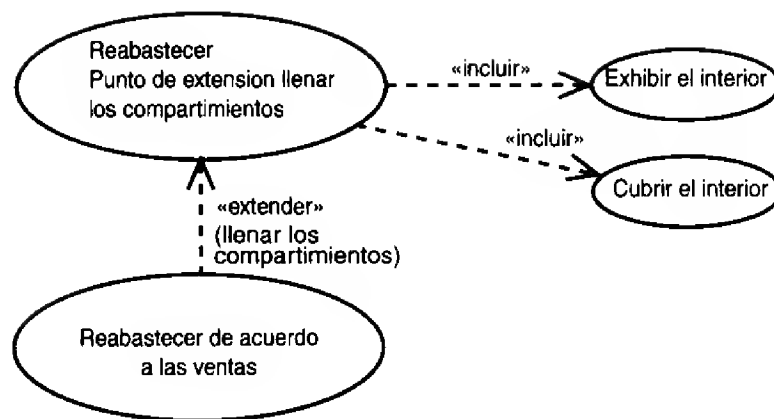 Reabastecer
Punto de extension llenar
los compartimientos
«incluir»
Exhibir el interior
«incluir»
Cubrir el interior
«extender»
(llenar los
compartimientos)
Reabastecer de acuerdo
a las ventas